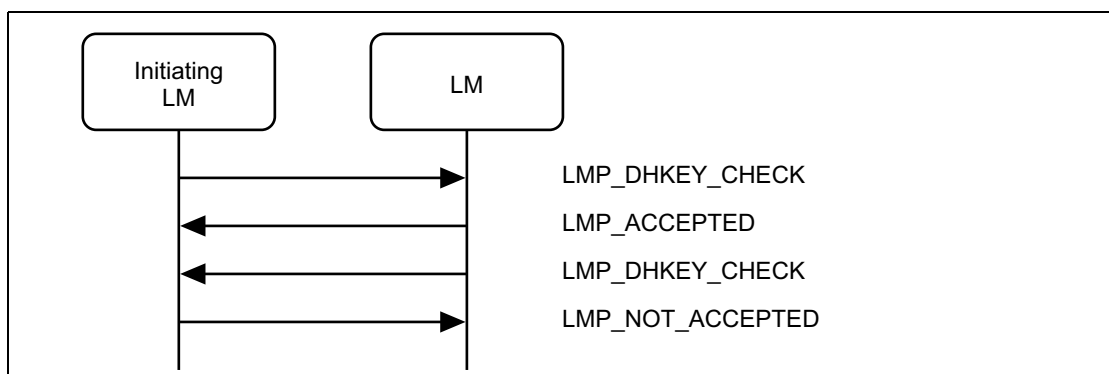 Initiating
LM
LM
LMP_DHKEY_CHECK
LMP_ACCEPTED
LMP_DHKEY_CHECK
LMP_NOT_ACCEPTED